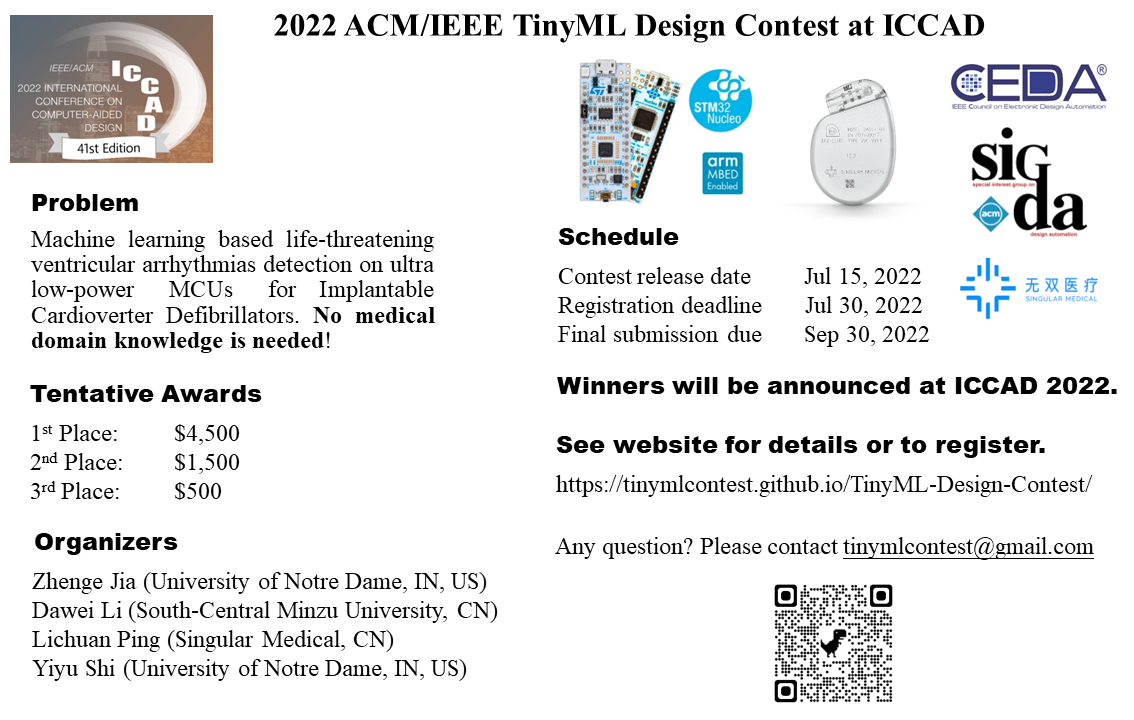 2022 ACM/IEEE TinyML Design Contest at ICCAD
IEEE/ACM
2022 INTERNATIONAL
CONFERENCE ON
COMPUTER-AIDED
DESIGN
ICCAD
41st Edition
STM32
Nucleo
arm
MBED
Enabled
SINGULAR MEDICAL
CEDA®
IEEE Council on Electronic Design Automation
sigda
special interest group on
acm
design automation
无双医疗
SINGULAR MEDICAL
Problem
Machine learning based life-threatening
ventricular arrhythmias detection on ultra
low-power MCUs for Implantable
Cardioverter Defibrillators. No medical
domain knowledge is needed!
Tentative Awards
1st Place: $4,500
2nd Place: $1,500
3rd Place: $500
Organizers
Zhenge Jia (University of Notre Dame, IN, US)
Dawei Li (South-Central Minzu University, CN)
Lichuan Ping (Singular Medical, CN)
Yiyu Shi (University of Notre Dame, IN, US)
Schedule
Contest release date Jul 15, 2022
Registration deadline Jul 30, 2022
Final submission due Sep 30, 2022
Winners will be announced at ICCAD 2022.
See website for details or to register.
https://tinymlcontest.github.io/TinyML-Design-Contest/
Any question? Please contact tinymlcontest@gmail.com